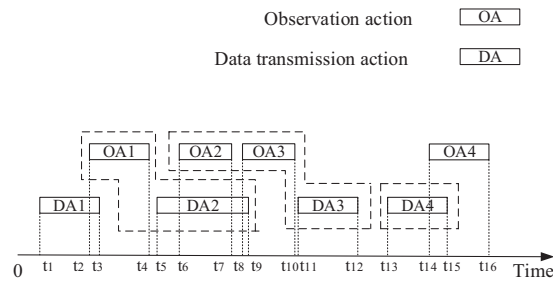 Observation action OA
Data transmission action DA
OA1 OA2 OA3 OA4
DA1 DA2 DA3 DA4
0 t1 t2 t3 t4 t5 t6 t7 t8 t9 t10 t11 t12 t13 t14 t15 t16 Time